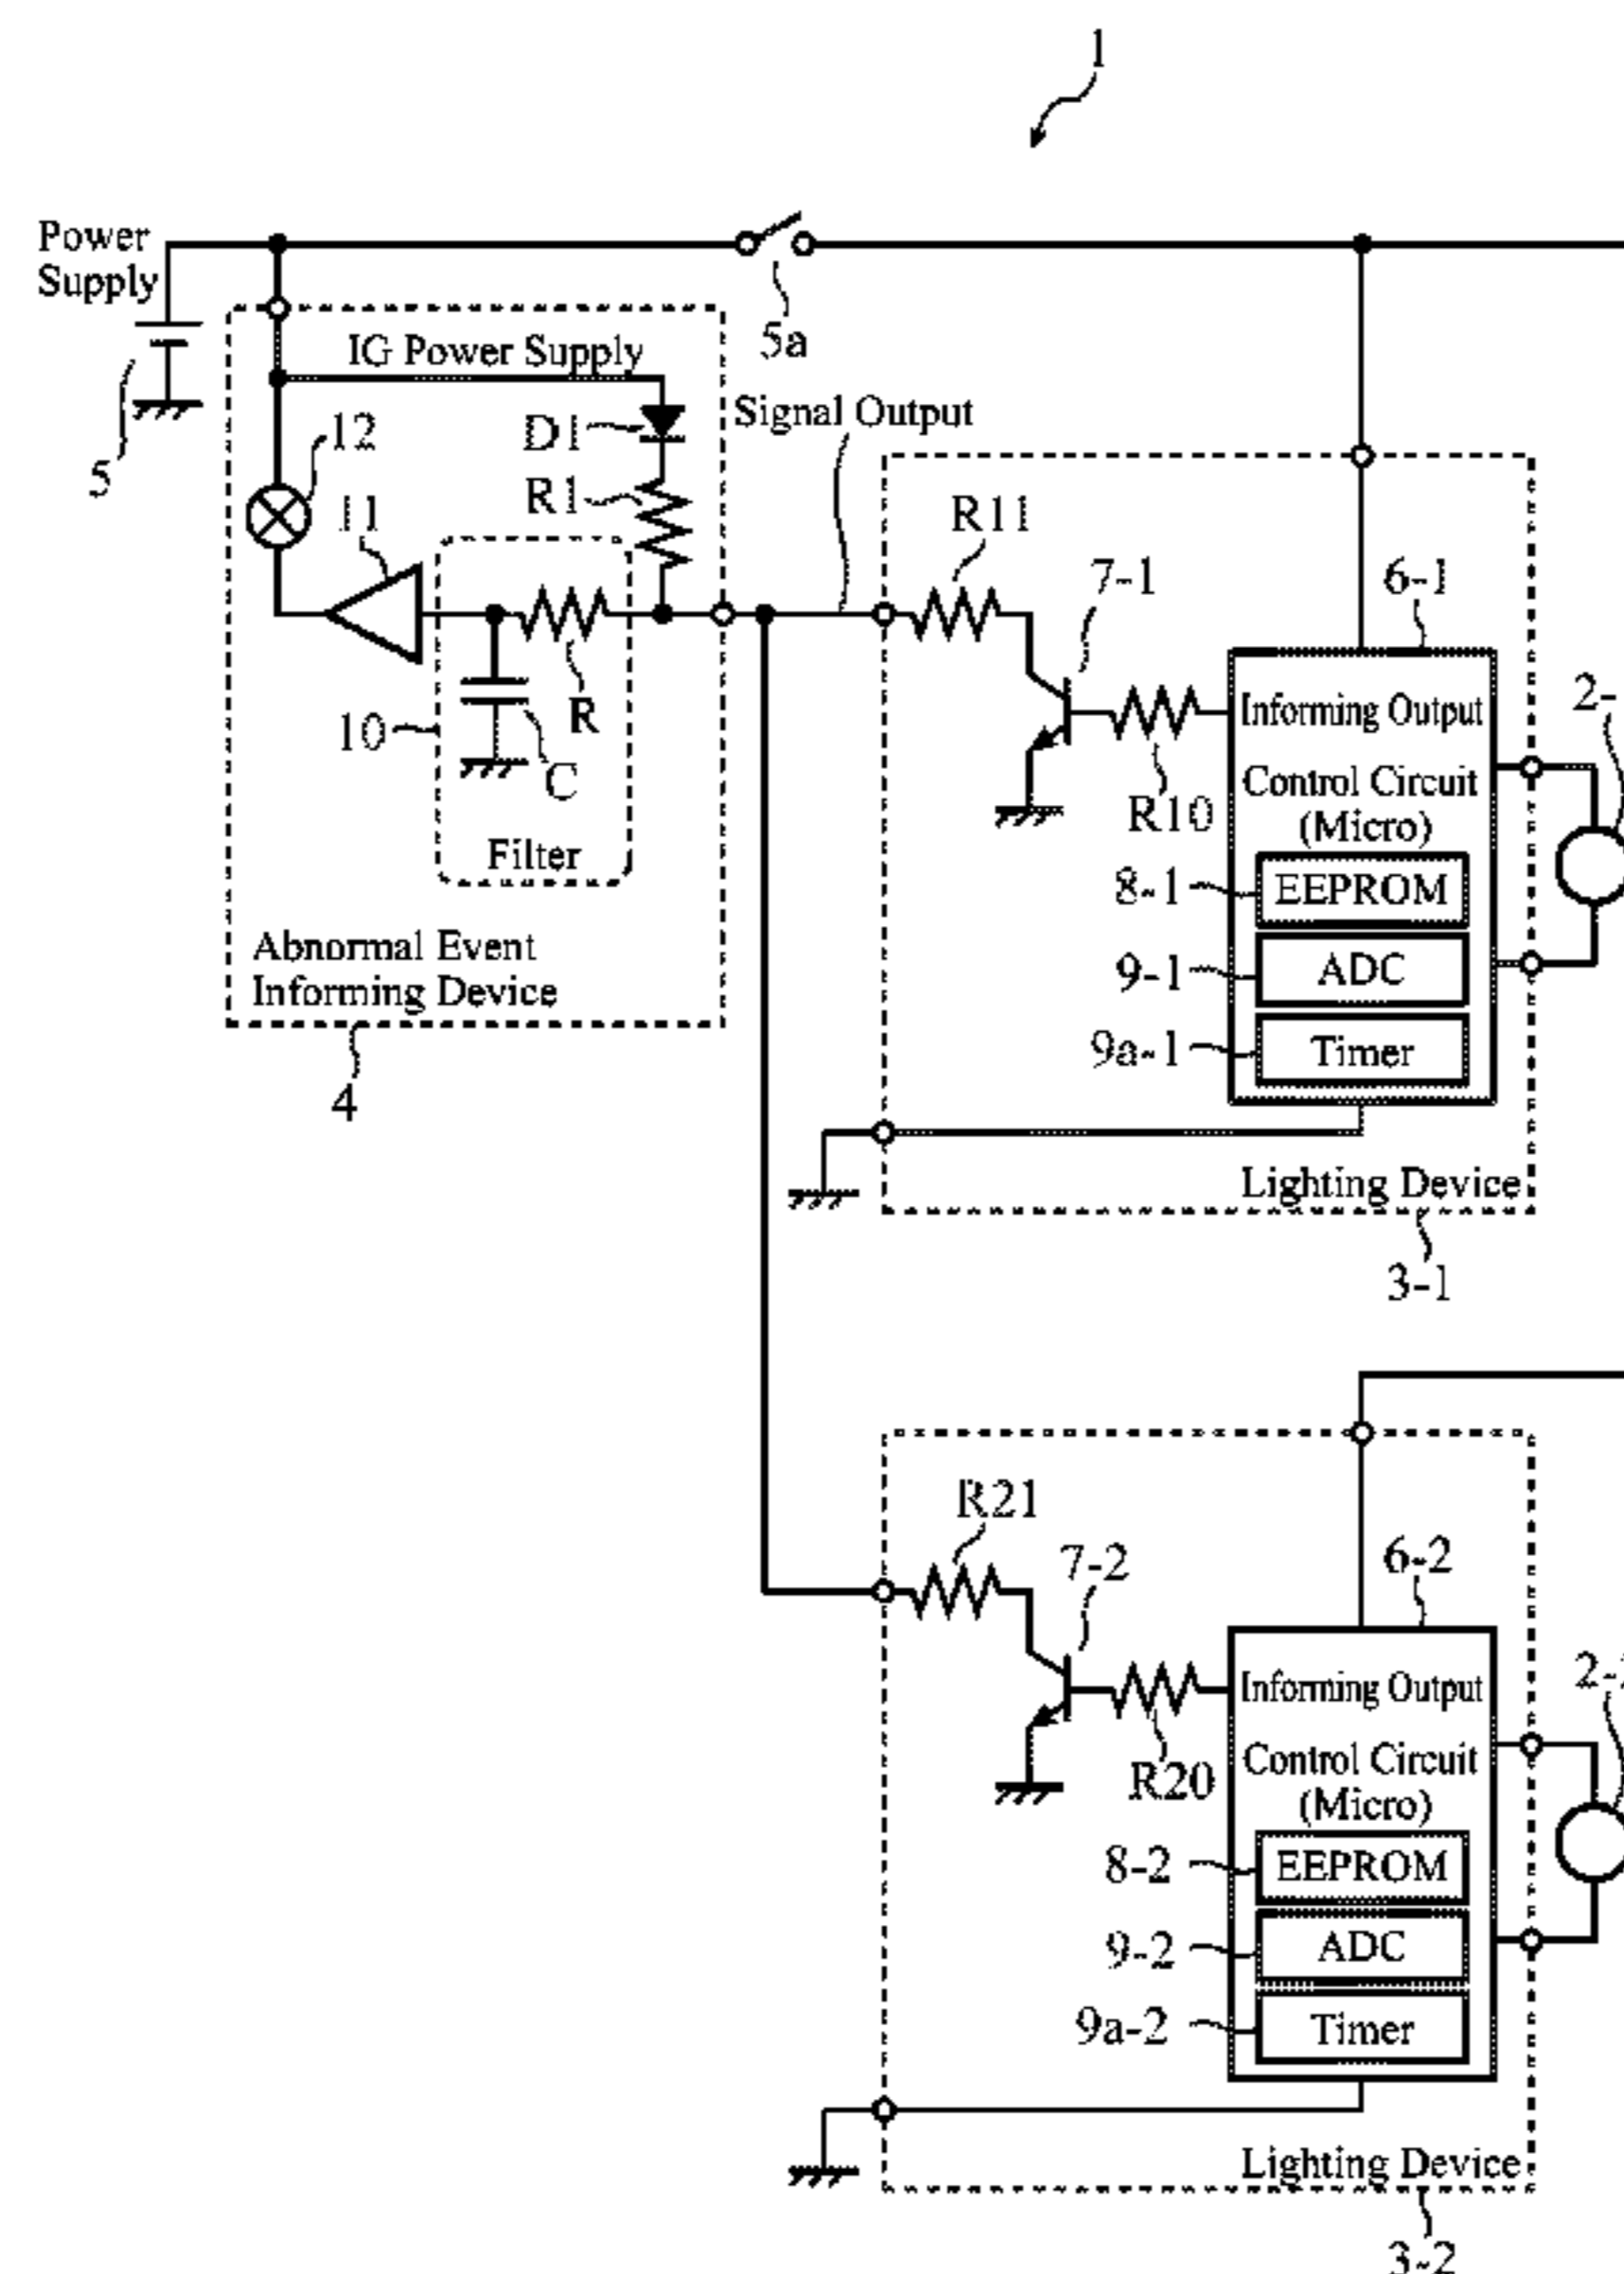 1
Power
Supply
5a
IG Power Supply
Signal Output
D1
12
5
R1
11
R11
7-1
6-1
2-
Informing Output
10
R
C
Control Circuit
(Micro)
R10
Filter
8-1
EEPROM
Abnormal Event
Informing Device
9-1
ADC
9a-1
Timer
4
Lighting Device
3-1
R21
7-2
6-2
2-
Informing Output
Control Circuit
(Micro)
R20
8-2
EEPROM
9-2
ADC
9a-2
Timer
Lighting Device
3-2